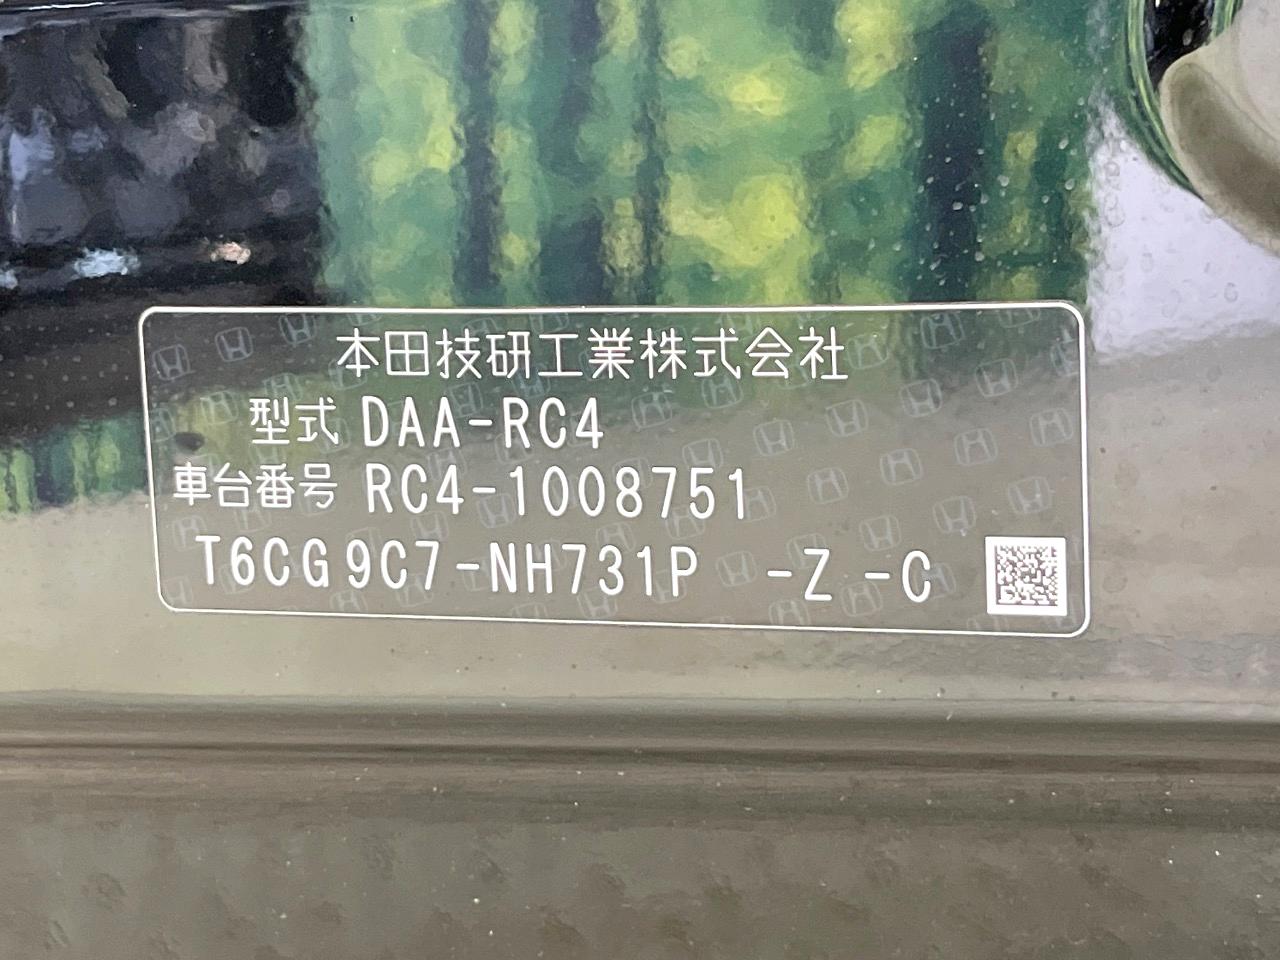 本田技研工業株式会社
型式 DAA-RC4
車台番号 RC4-1008751
T6CG9C7-NH731P -Z -C